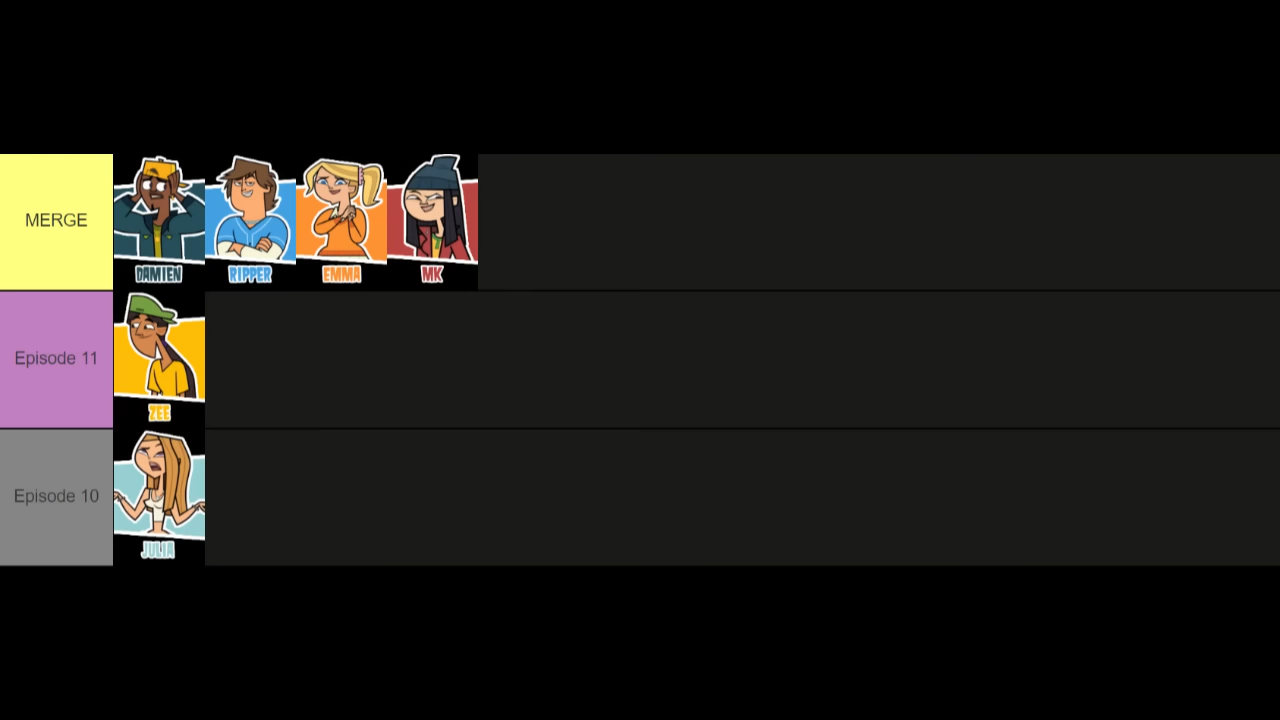 MERGE
DAMIEN
RIPPER
EMMA
MK
Episode 11
ZEE
Episode 10
JULIA